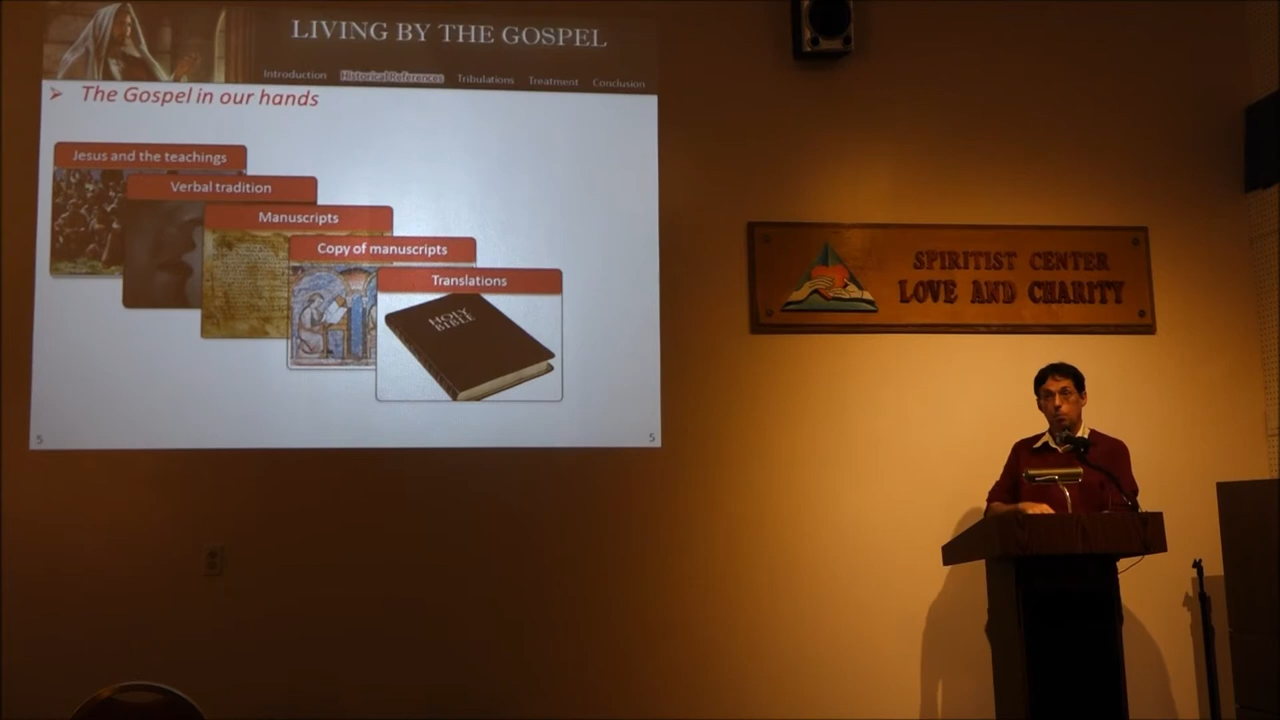 LIVING BY THE GOSPEL
Introduction Historical References Tribulations Treatment Conclusion
The Gospel in our hands
Jesus and the teachings
Verbal tradition
Manuscripts
Copy of manuscripts
Translations
HOLY
BIBLE
5
5
SPIRITIST CENTER
LOVE AND CHARITY